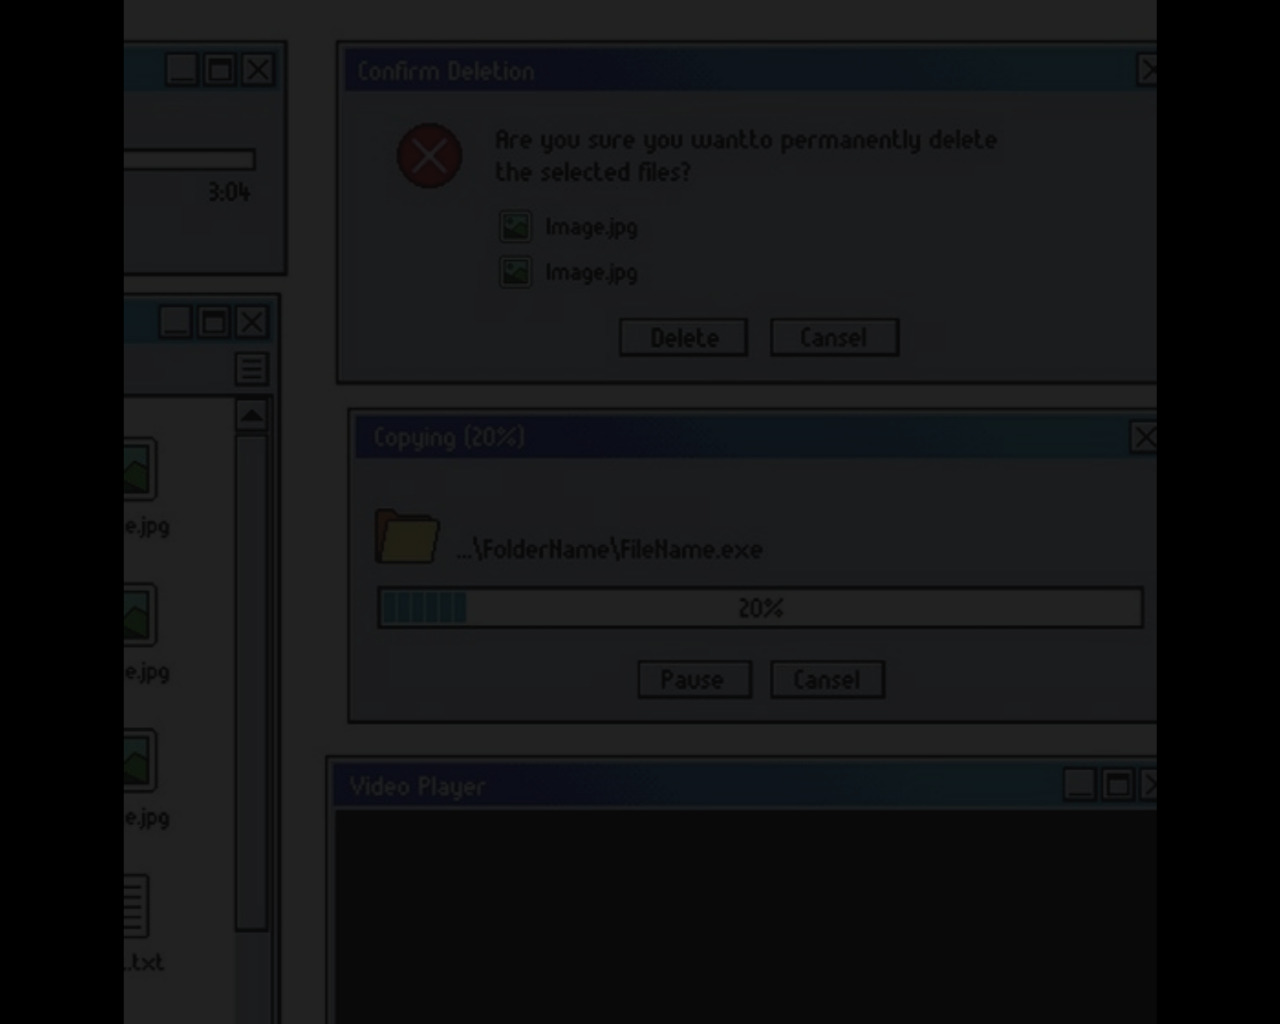 3:04
e.jpg
e.jpg
e.jpg
.txt
Confirm Deletion
Are you sure you wantto permanently delete
the selected files?
Image.jpg
Image.jpg
Delete Cansel
Copying (20%)
...\FolderName\FileName.exe
20%
Pause Cansel
Video Player